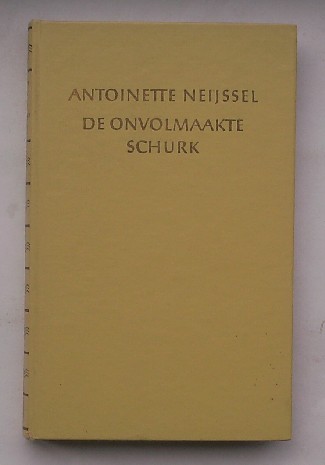 ANTOINETTE NEIJSSEL
DE ONVOLMAAKTE
SCHURK